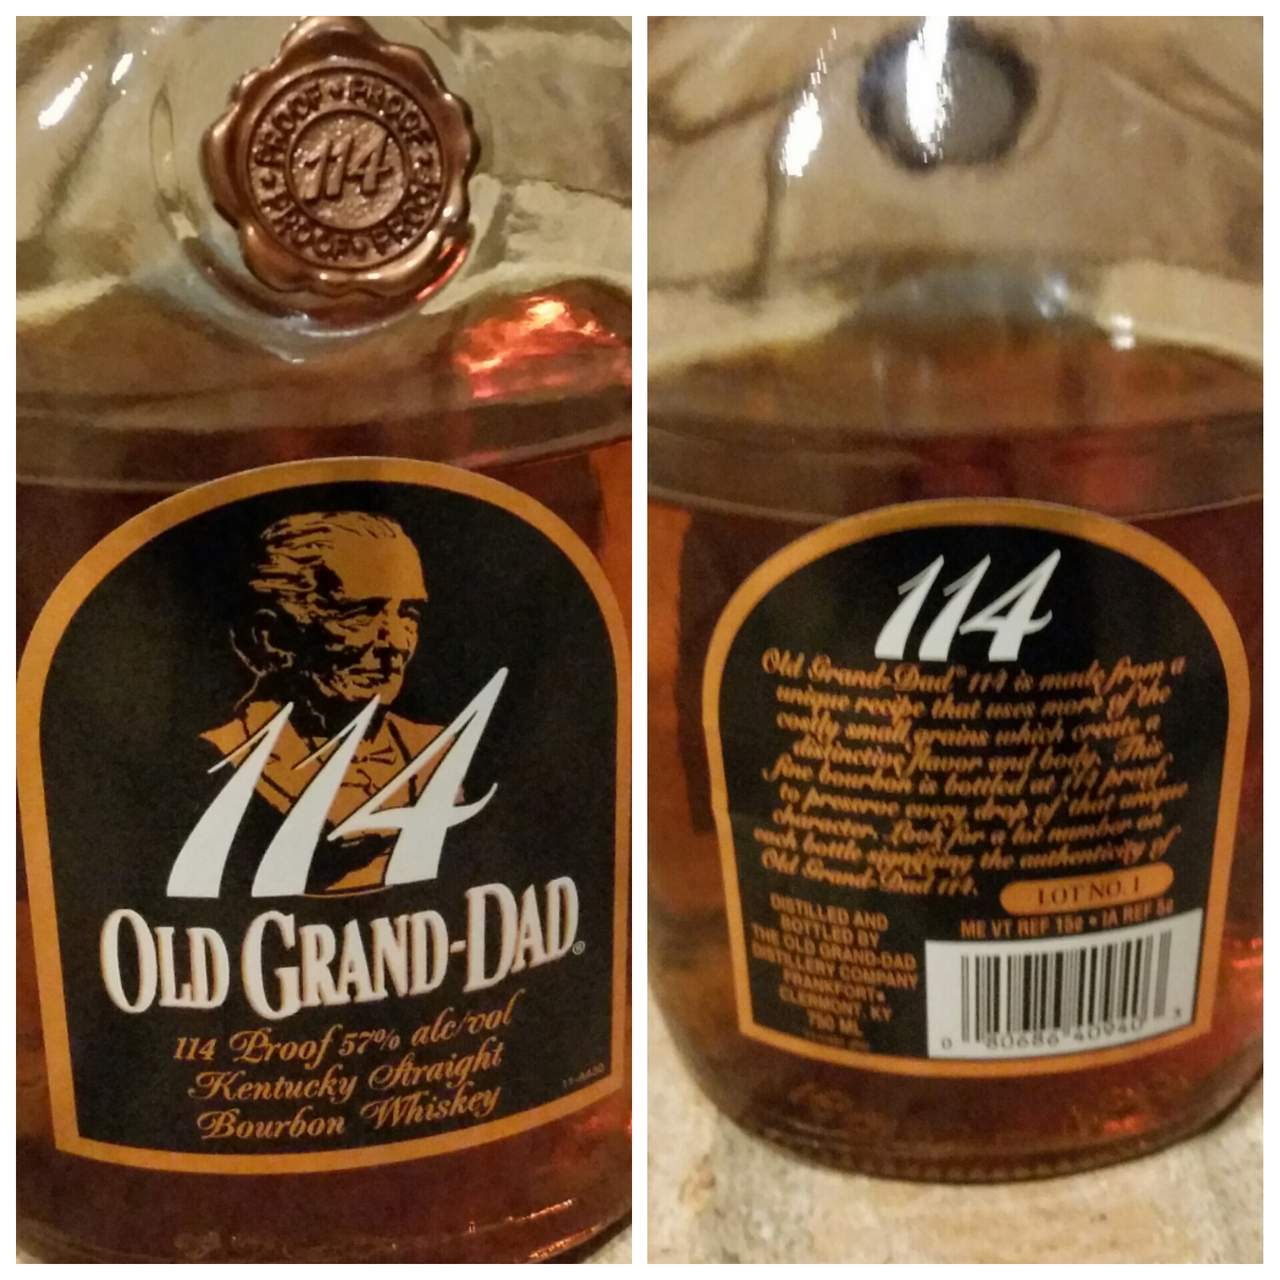 PROOF • PROOF • PROOF • PROOF •
114
114
OLD GRAND-DAD®
114 Proof 57% alc/vol
Kentucky Straight
Bourbon Whiskey
114
Old Grand-Dad® 114 is made from a
unique recipe that uses more of the
costly small grains which create a
distinctive flavor and body. This
fine bourbon is bottled at 114 proof,
to preserve every drop of that unique
character. Look for a lot number on
each bottle signifying the authenticity of
Old Grand-Dad 114.
LOT NO. 1
DISTILLED AND
BOTTLED BY
THE OLD GRAND-DAD
DISTILLERY COMPANY
FRANKFORT •
CLERMONT, KY
750 ML
ME VT REF 15¢ • IA REF 5¢
0 80686 40940 3